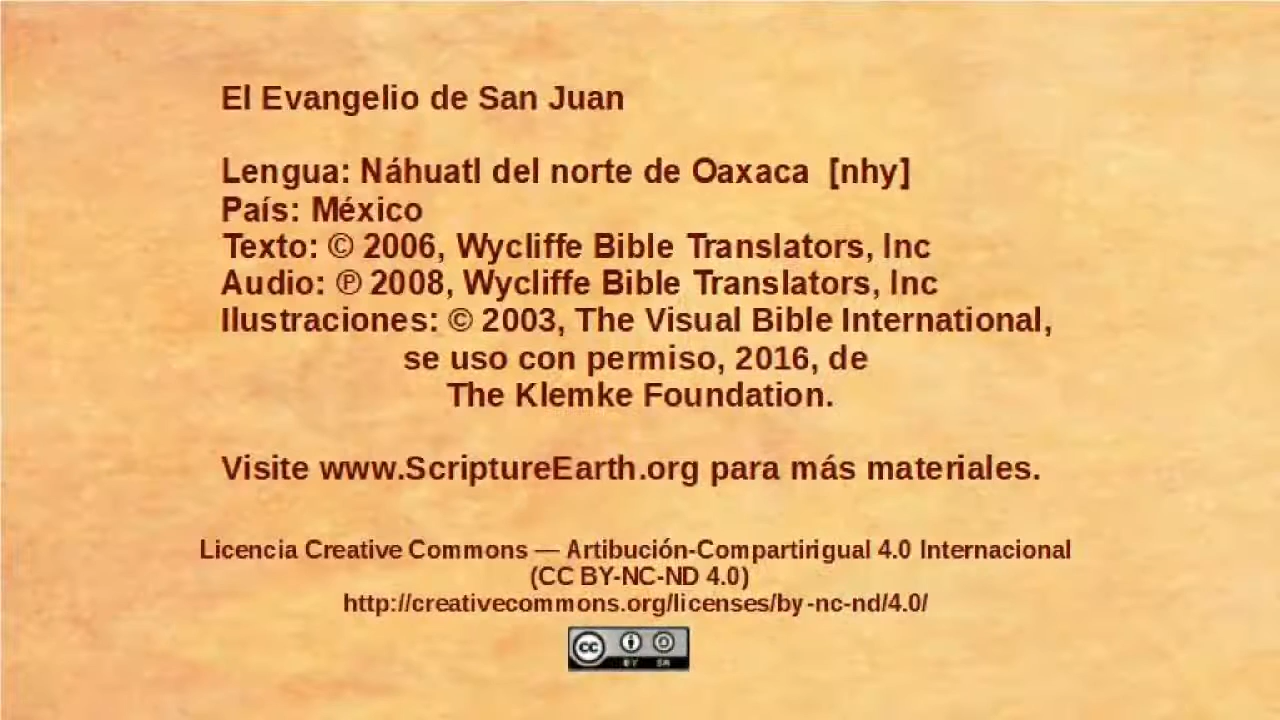 El Evangelio de San Juan
Lengua: Náhuatl del norte de Oaxaca [nhy]
País: México
Texto: © 2006, Wycliffe Bible Translators, Inc
Audio: ℗ 2008, Wycliffe Bible Translators, Inc
Ilustraciones: © 2003, The Visual Bible International,
se uso con permiso, 2016, de
The Klemke Foundation.
Visite www.ScriptureEarth.org para más materiales.
Licencia Creative Commons — Artibución-Compartirigual 4.0 Internacional
(CC BY-NC-ND 4.0)
http://creativecommons.org/licenses/by-nc-nd/4.0/
cc
BY SA